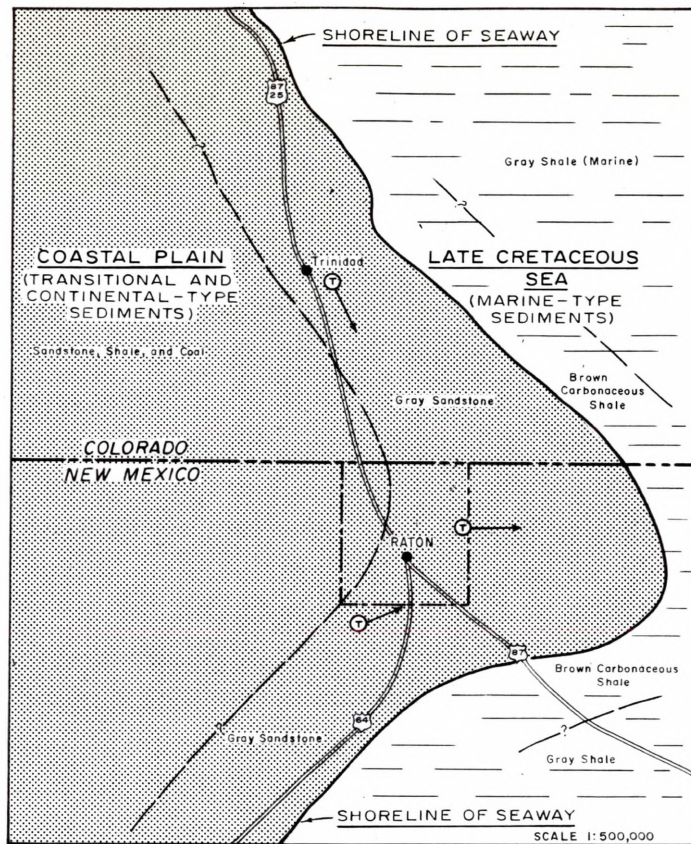 SHORELINE OF SEAWAY
87
25
Gray Shale (Marine)
?
?
COASTAL PLAIN
(TRANSITIONAL AND
CONTINENTAL-TYPE
SEDIMENTS)
Trinidad
T
LATE CRETACEOUS
SEA
(MARINE-TYPE
SEDIMENTS)
Sandstone, Shale, and Coal
Brown
Carbonaceous
Shale
Gray Sandstone
COLORADO
NEW MEXICO
T
RATON
T
87
Brown Carbonaceous
Shale
64
?
Gray Sandstone
?
Gray Shale
SHORELINE OF SEAWAY
SCALE 1:500,000